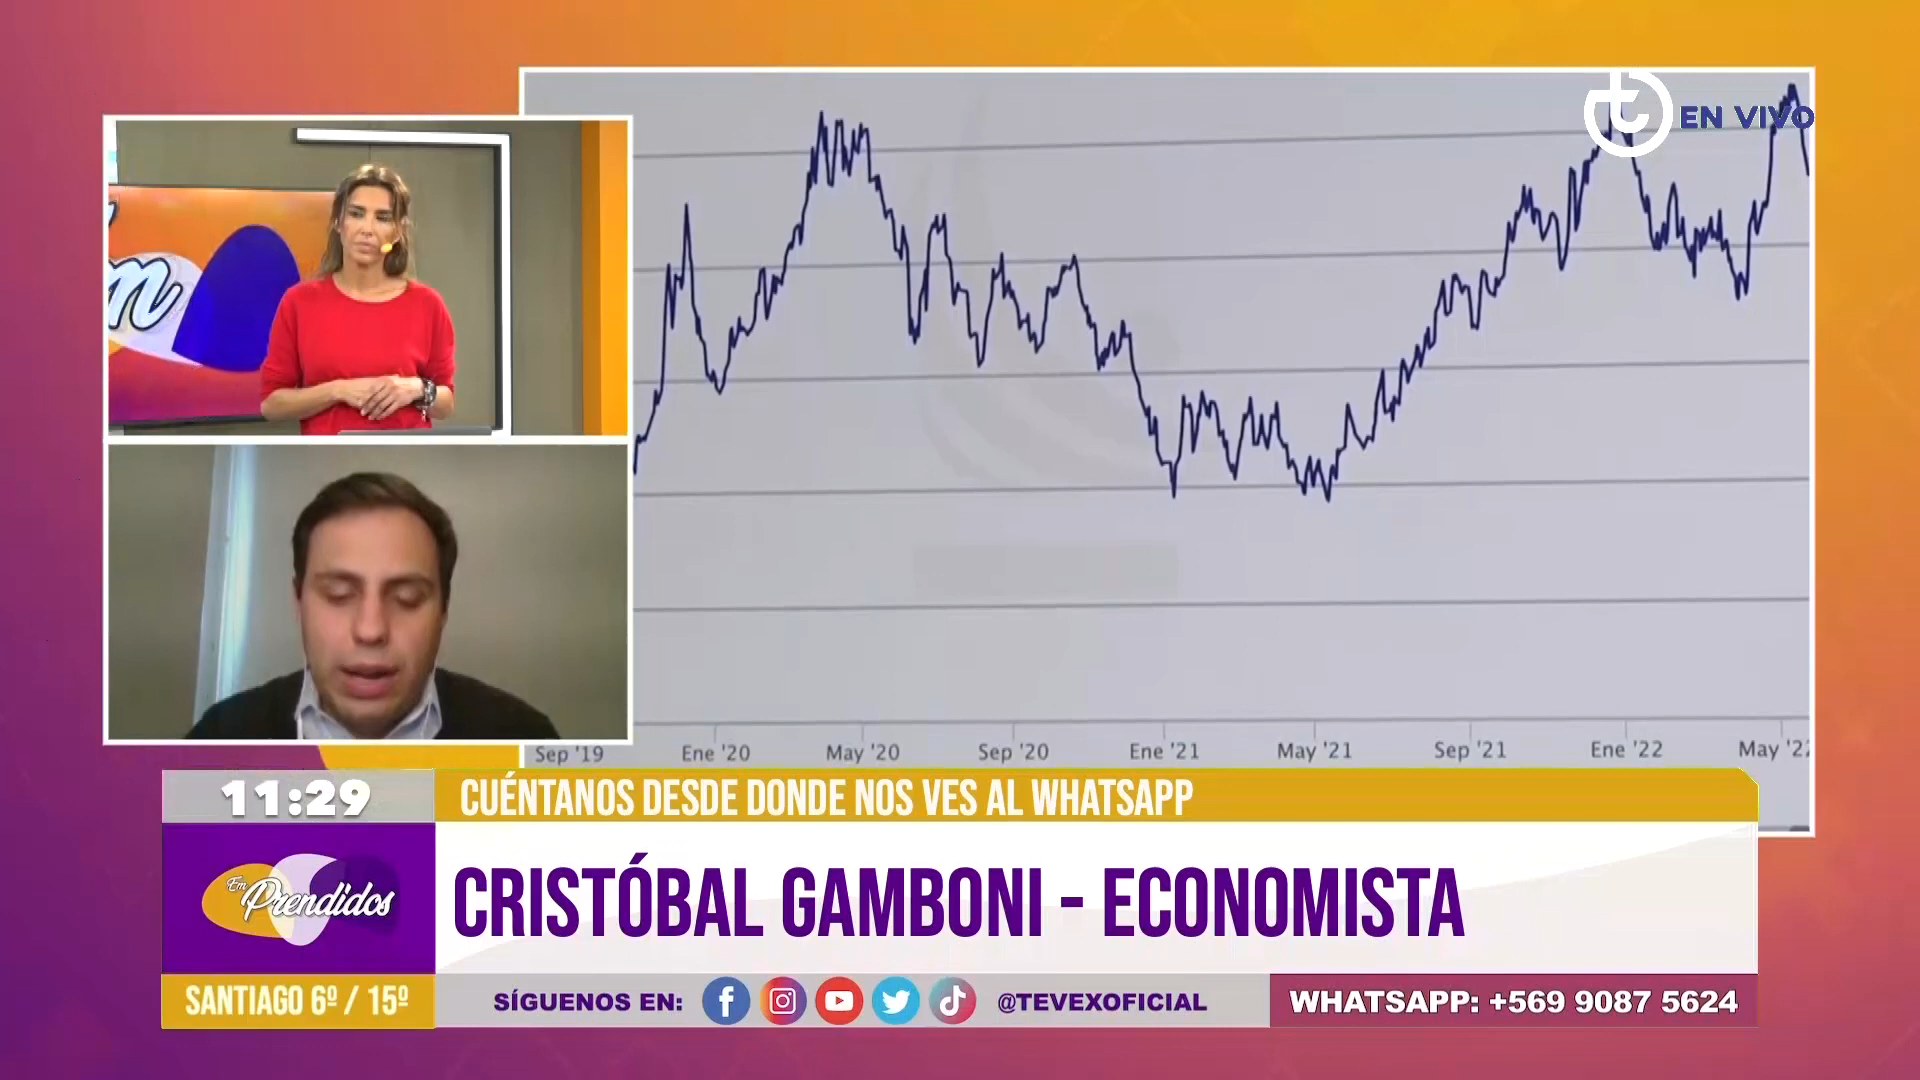 EN VIVO
m
Sep '19 Ene '20 May '20 Sep '20 Ene '21 May '21 Sep '21 Ene '22 May '22
11:29
CUÉNTANOS DESDE DONDE NOS VES AL WHATSAPP
Em
Prendidos
CRISTÓBAL GAMBONI - ECONOMISTA
SANTIAGO 6º / 15º
SÍGUENOS EN: @TEVEXOFICIAL
WHATSAPP: +569 9087 5624